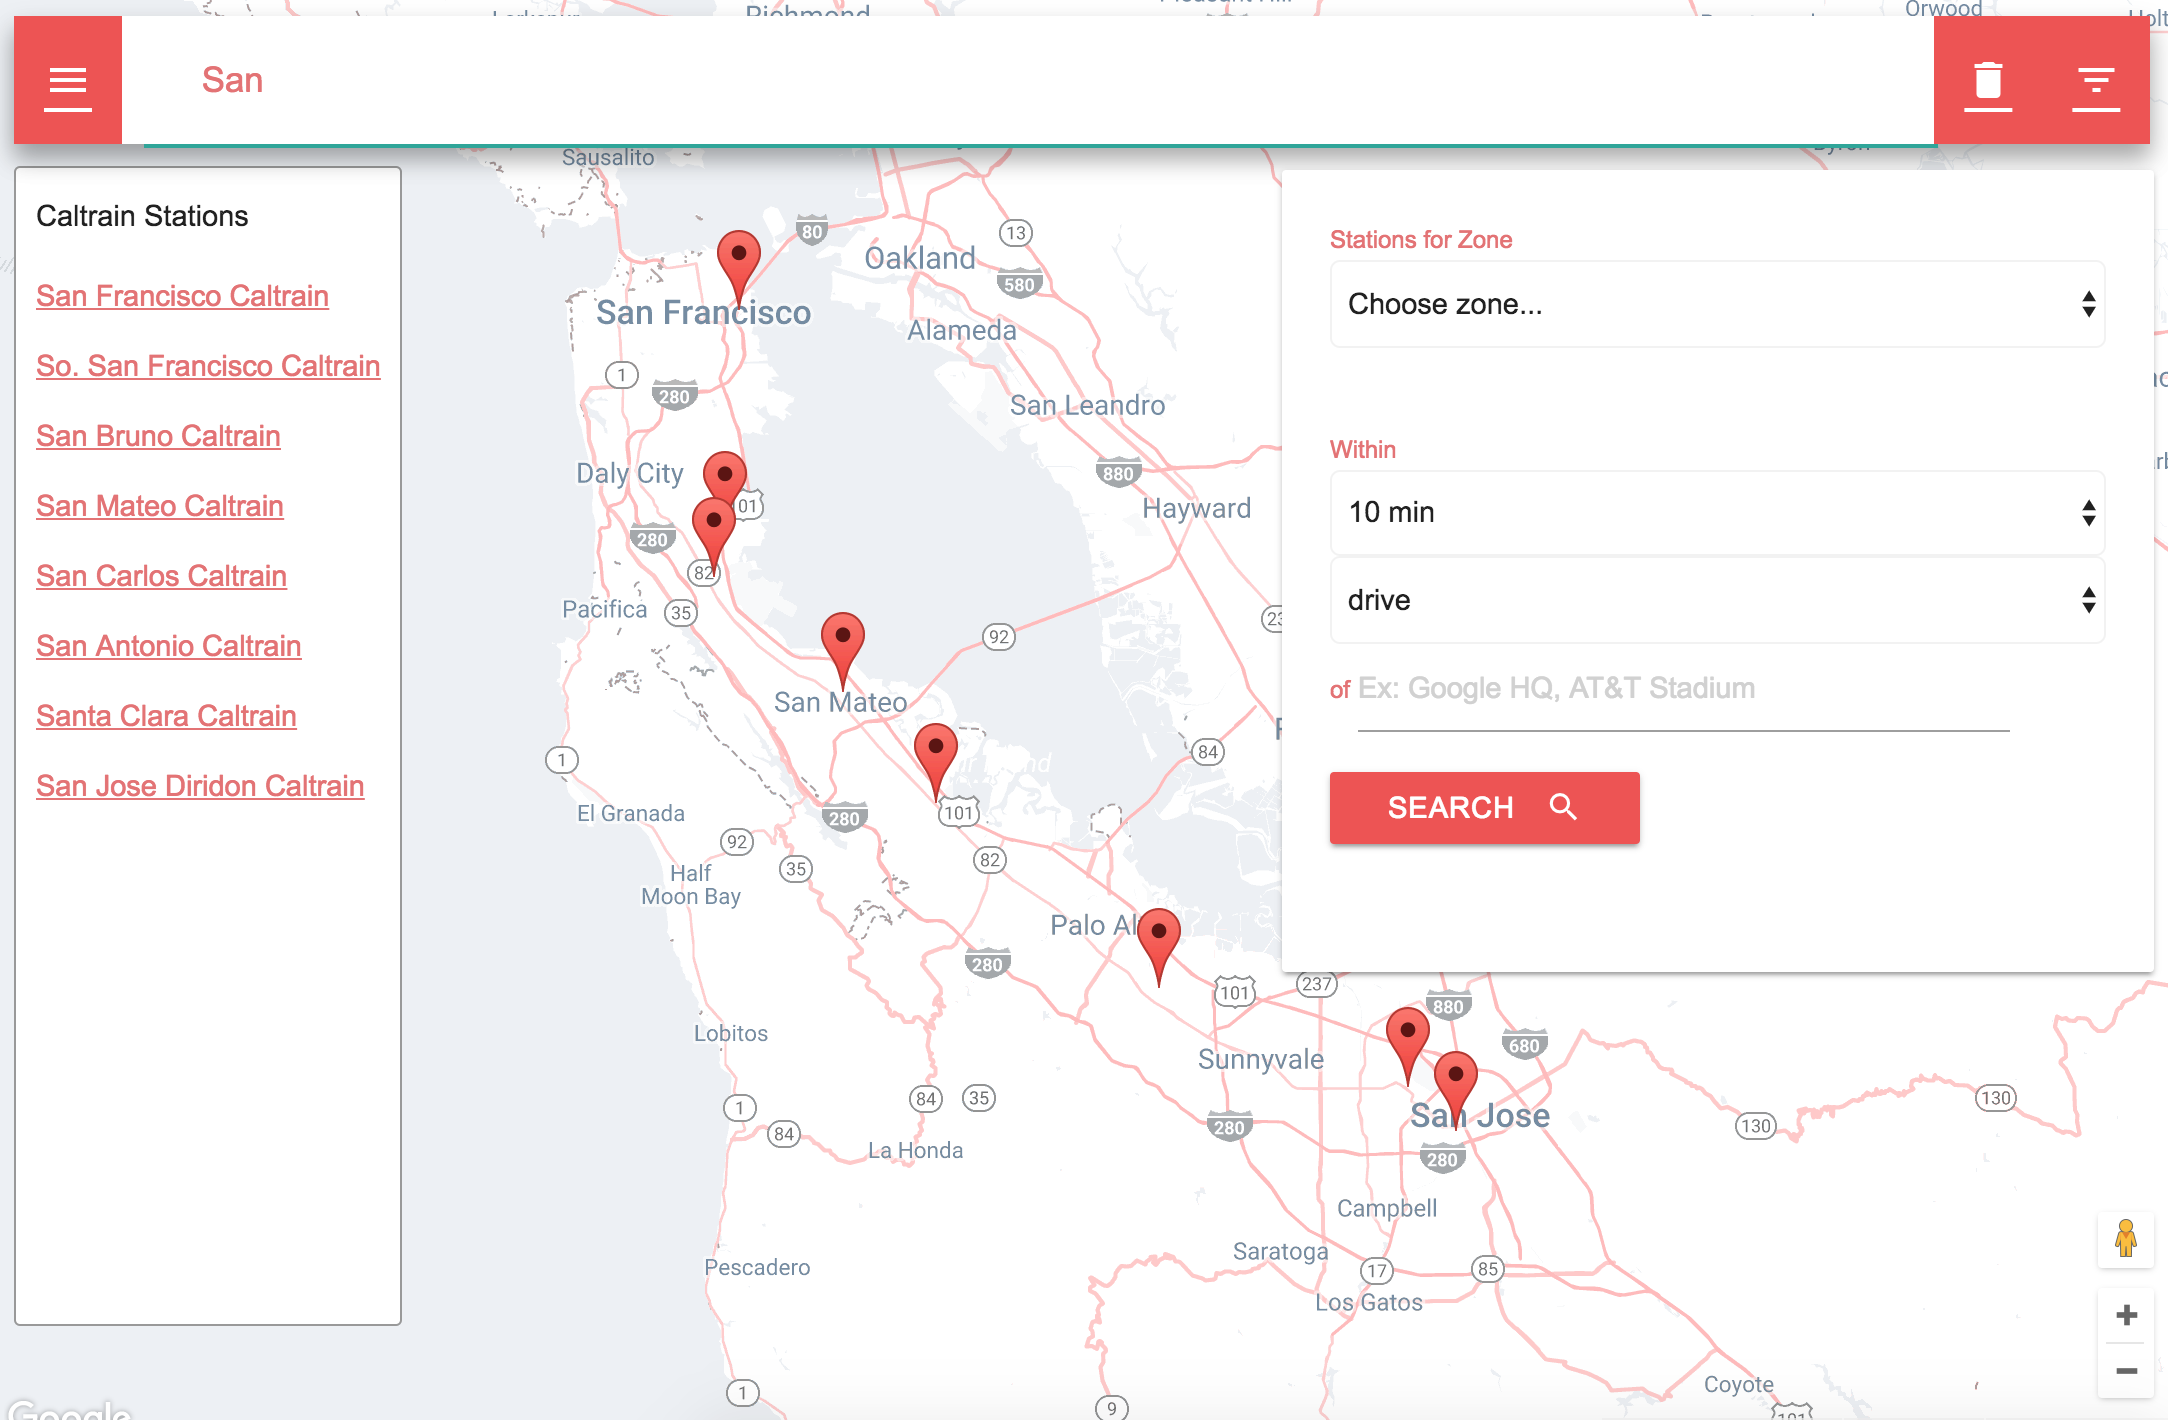 San
Caltrain Stations
San Francisco Caltrain
So. San Francisco Caltrain
San Bruno Caltrain
San Mateo Caltrain
San Carlos Caltrain
San Antonio Caltrain
Santa Clara Caltrain
San Jose Diridon Caltrain
Stations for Zone
Choose zone...
Within
10 min
drive
of Ex: Google HQ, AT&T Stadium
SEARCH
Richmond
Orwood
Sausalito
80
13
Oakland
580
San Francisco
Alameda
1
280
San Leandro
Daly City
880
01
Hayward
280
82
Pacifica
35
92
San Mateo
84
1
101
El Granada
280
92
82
35
Half
Moon Bay
Palo Al
280
101
237
880
Lobitos
680
Sunnyvale
84
35
1
130
San Jose
280
130
84
La Honda
280
Campbell
Saratoga
Pescadero
17
85
Los Gatos
Coyote
1
9
101
Google